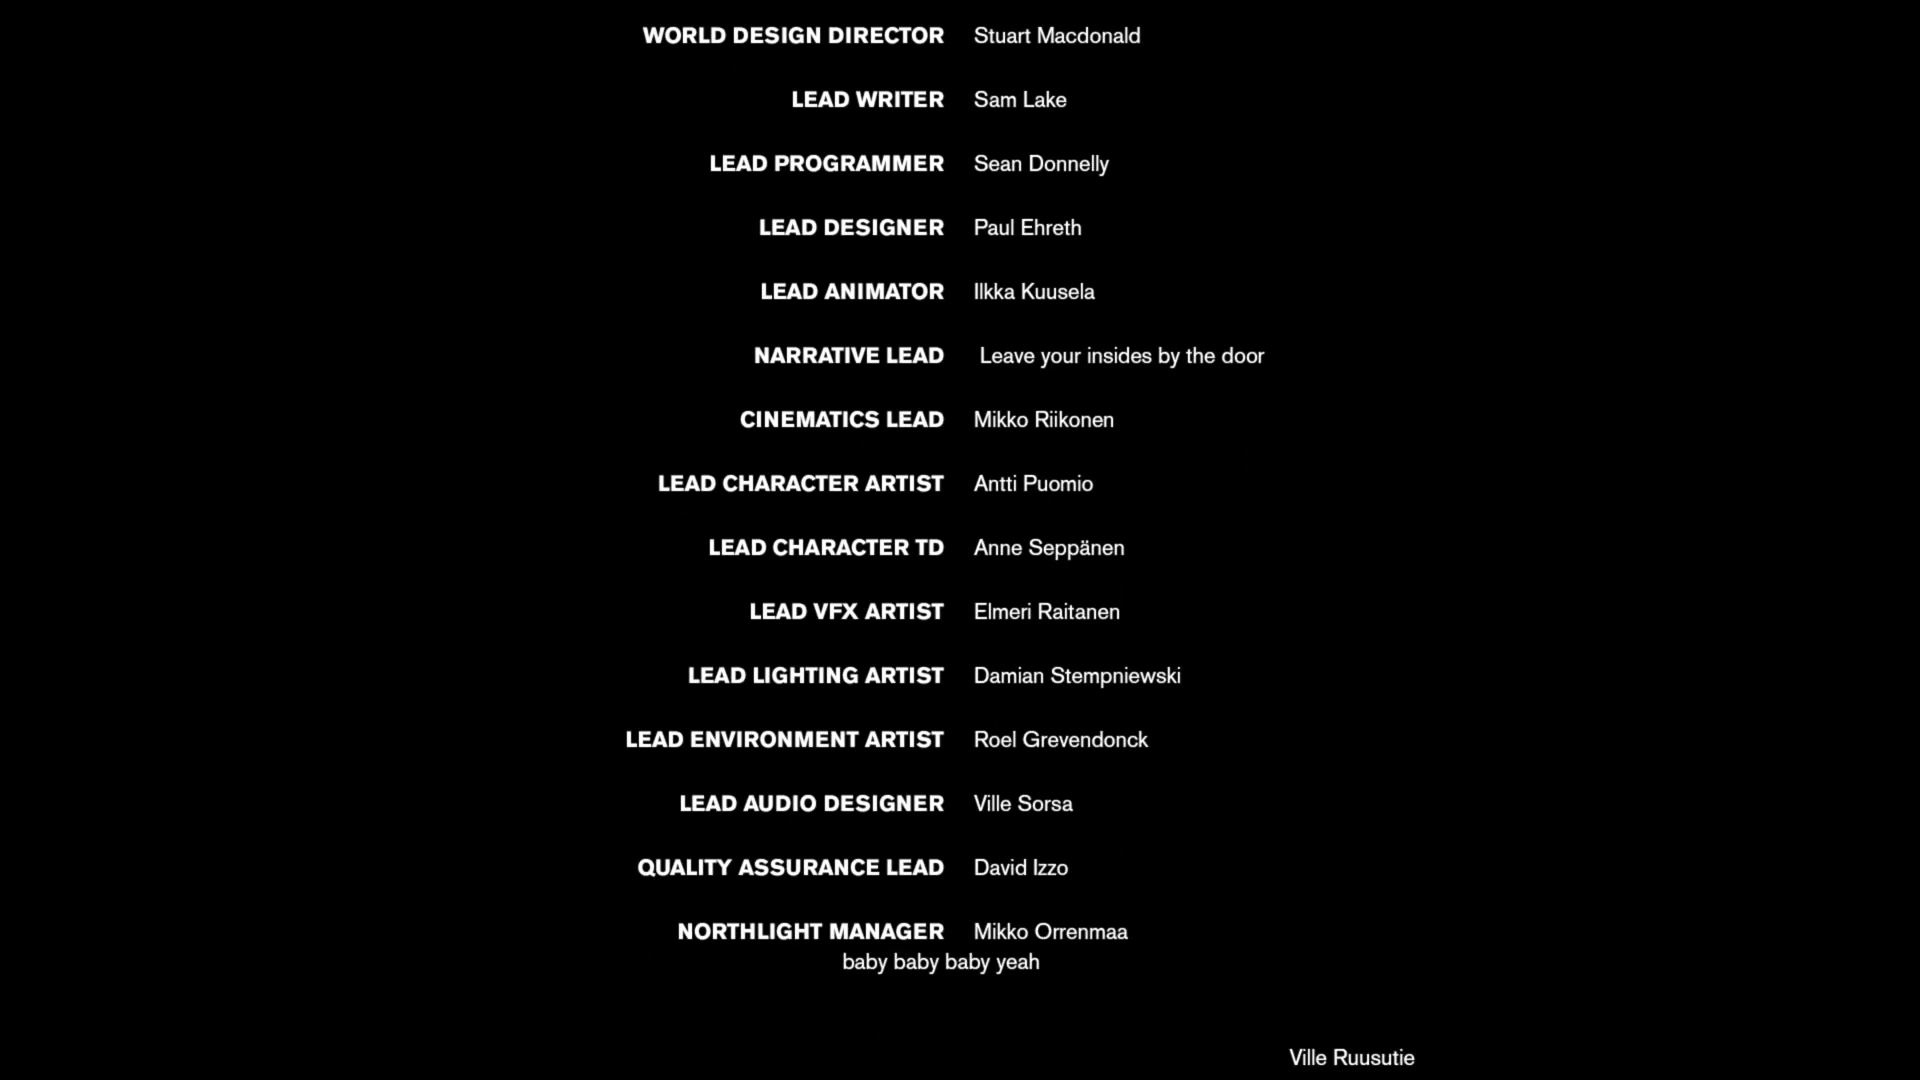 WORLD DESIGN DIRECTOR Stuart Macdonald
LEAD WRITER Sam Lake
LEAD PROGRAMMER Sean Donnelly
LEAD DESIGNER Paul Ehreth
LEAD ANIMATOR Ilkka Kuusela
NARRATIVE LEAD Leave your insides by the door
CINEMATICS LEAD Mikko Riikonen
LEAD CHARACTER ARTIST Antti Puomio
LEAD CHARACTER TD Anne Seppänen
LEAD VFX ARTIST Elmeri Raitanen
LEAD LIGHTING ARTIST Damian Stempniewski
LEAD ENVIRONMENT ARTIST Roel Grevendonck
LEAD AUDIO DESIGNER Ville Sorsa
QUALITY ASSURANCE LEAD David Izzo
NORTHLIGHT MANAGER Mikko Orrenmaa
baby baby baby yeah
Ville Ruusutie